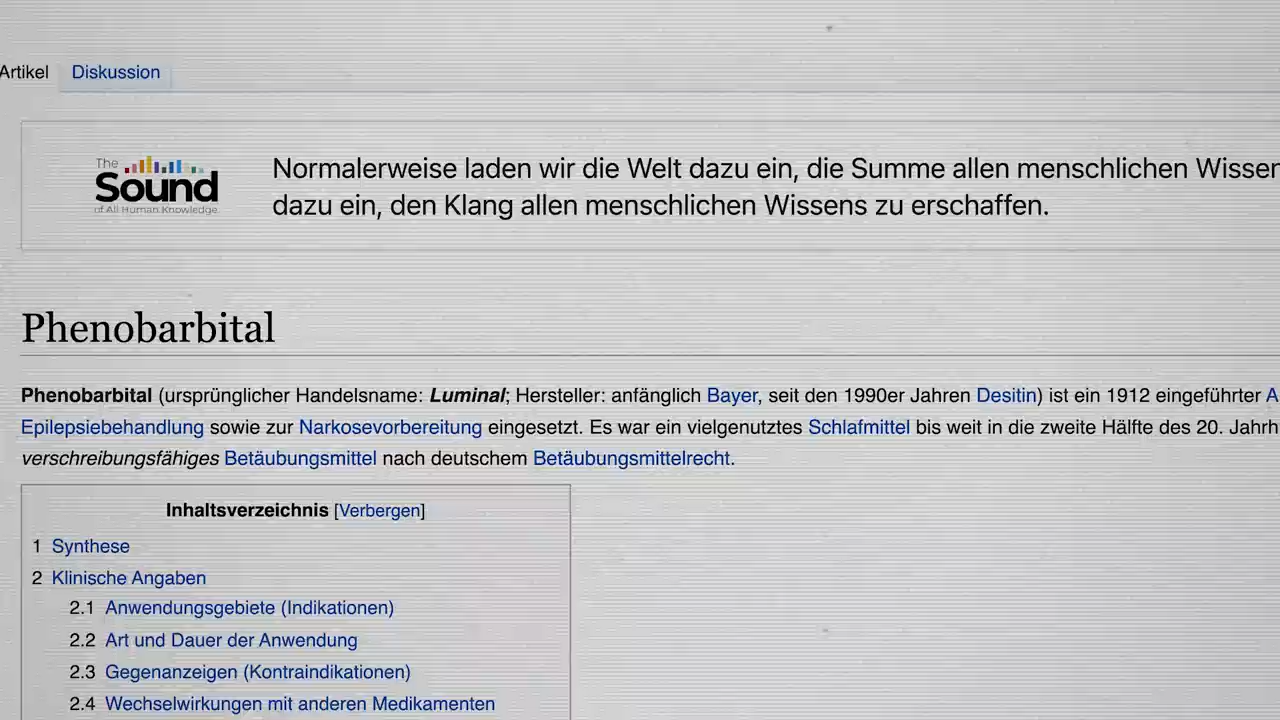 Artikel Diskussion
The
Sound
of All Human Knowledge.
Normalerweise laden wir die Welt dazu ein, die Summe allen menschlichen
dazu ein, den Klang allen menschlichen Wissens zu erschaffen.
Phenobarbital
Phenobarbital (ursprünglicher Handelsname: Luminal; Hersteller: anfänglich Bayer, seit den 1990er Jahren Desitin) ist ein 1912 eingeführter
Epilepsiebehandlung sowie zur Narkosevorbereitung eingesetzt. Es war ein vielgenutztes Schlafmittel bis weit in die zweite Hälfte des 20.
verschreibungsfähiges Betäubungsmittel nach deutschem Betäubungsmittelrecht.
Inhaltsverzeichnis [Verbergen]
1 Synthese
2 Klinische Angaben
2.1 Anwendungsgebiete (Indikationen)
2.2 Art und Dauer der Anwendung
2.3 Gegenanzeigen (Kontraindikationen)
2.4 Wechselwirkungen mit anderen Medikamenten